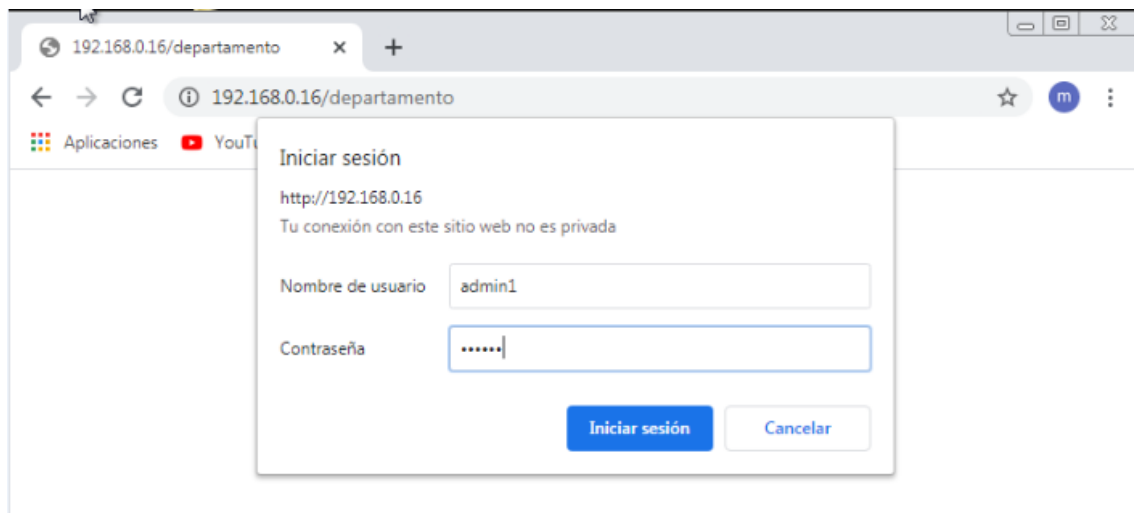 192.168.0.16/departamento
192.168.0.16/departamento
m
Aplicaciones YouTu
Iniciar sesión
http://192.168.0.16
Tu conexión con este sitio web no es privada
Nombre de usuario admin1
Contraseña ••••••
Iniciar sesión Cancelar